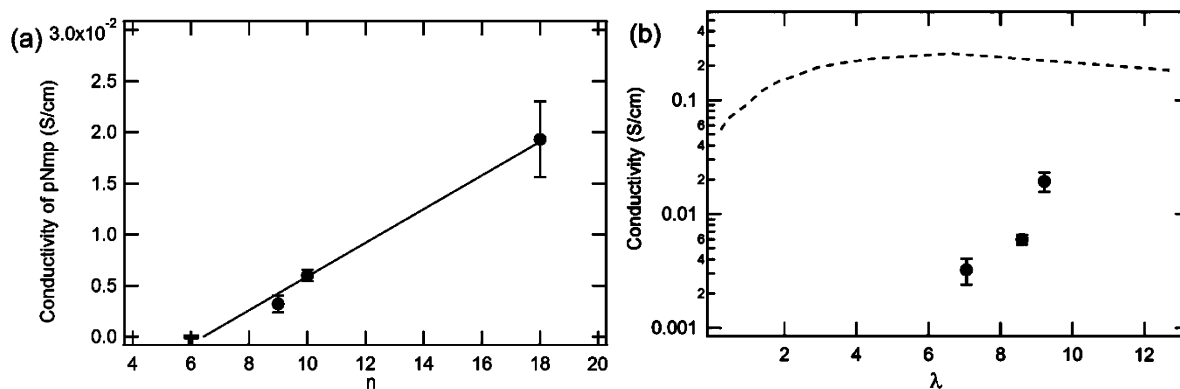 (a)
3.0x10⁻²
2.5
2.0
1.5
1.0
0.5
0.0
Conductivity of pNmp (S/cm)
4 6 8 10 12 14 16 18 20
n
(b)
4
2
0.1
6
4
2
0.01
6
4
2
0.001
Conductivity (S/cm)
2 4 6 8 10 12
λ